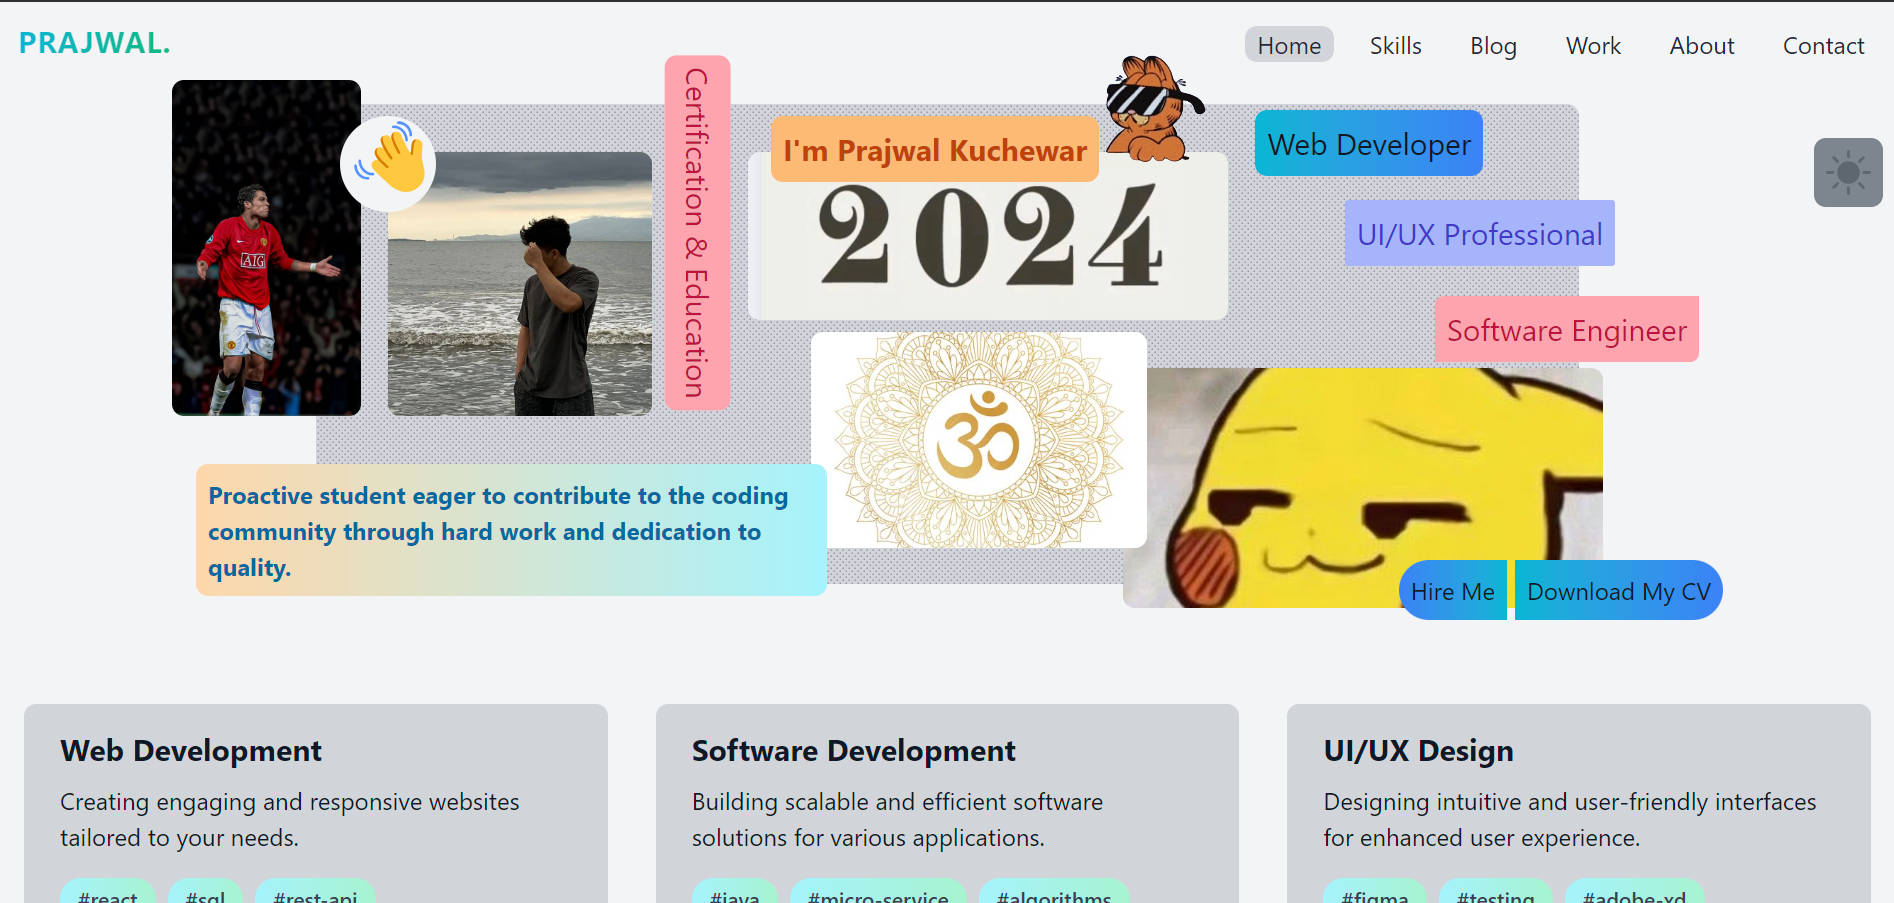 PRAJWAL.
Home
Skills
Blog
Work
About
Contact
Certification & Education
I'm Prajwal Kuchewar
Web Developer
UI/UX Professional
Software Engineer
2024
AIG
ॐ
Proactive student eager to contribute to the coding
community through hard work and dedication to
quality.
Hire Me
Download My CV
Web Development
Creating engaging and responsive websites
tailored to your needs.
#react
#sql
#rest-api
Software Development
Building scalable and efficient software
solutions for various applications.
#java
#micro-service
#algorithms
UI/UX Design
Designing intuitive and user-friendly interfaces
for enhanced user experience.
#figma
#testing
#adobe-xd